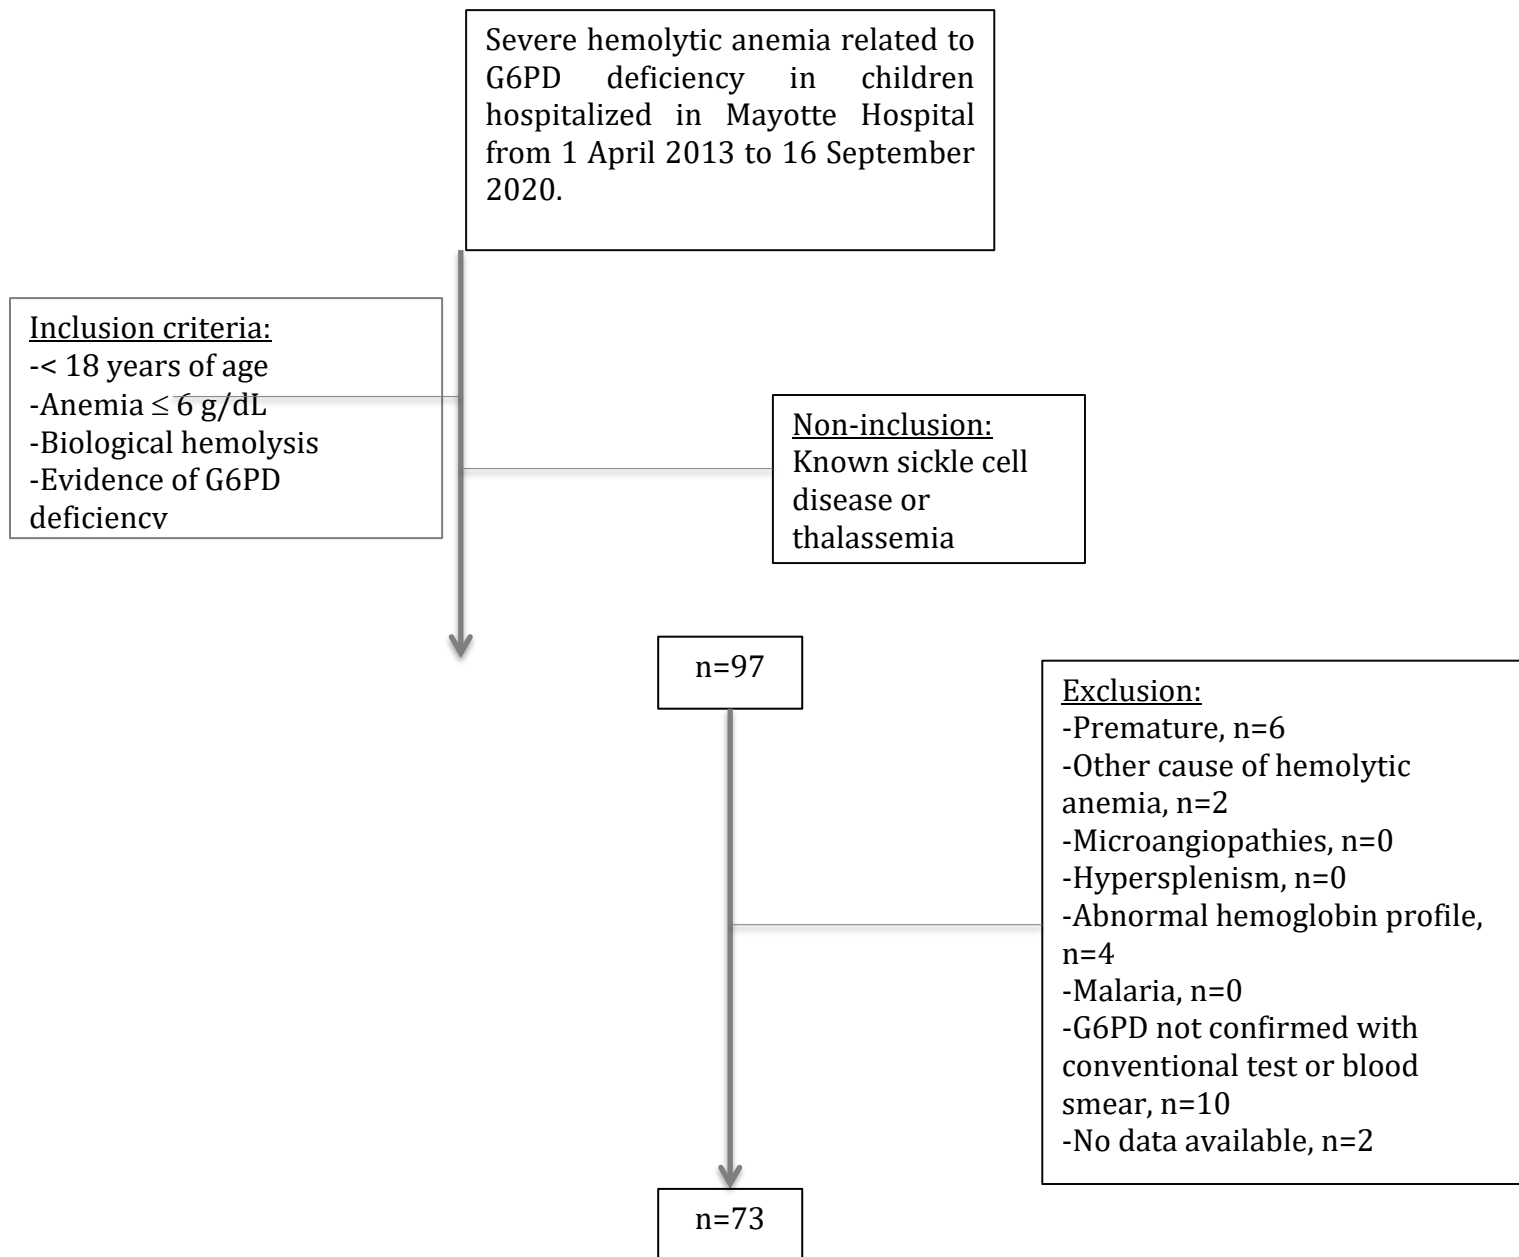 Severe hemolytic anemia related to
G6PD deficiency in children
hospitalized in Mayotte Hospital
from 1 April 2013 to 16 September
2020.
Inclusion criteria:
-< 18 years of age
-Anemia ≤ 6 g/dL
-Biological hemolysis
-Evidence of G6PD
deficiency
Non-inclusion:
Known sickle cell
disease or
thalassemia
n=97
Exclusion:
-Premature, n=6
-Other cause of hemolytic
anemia, n=2
-Microangiopathies, n=0
-Hypersplenism, n=0
-Abnormal hemoglobin profile,
n=4
-Malaria, n=0
-G6PD not confirmed with
conventional test or blood
smear, n=10
-No data available, n=2
n=73